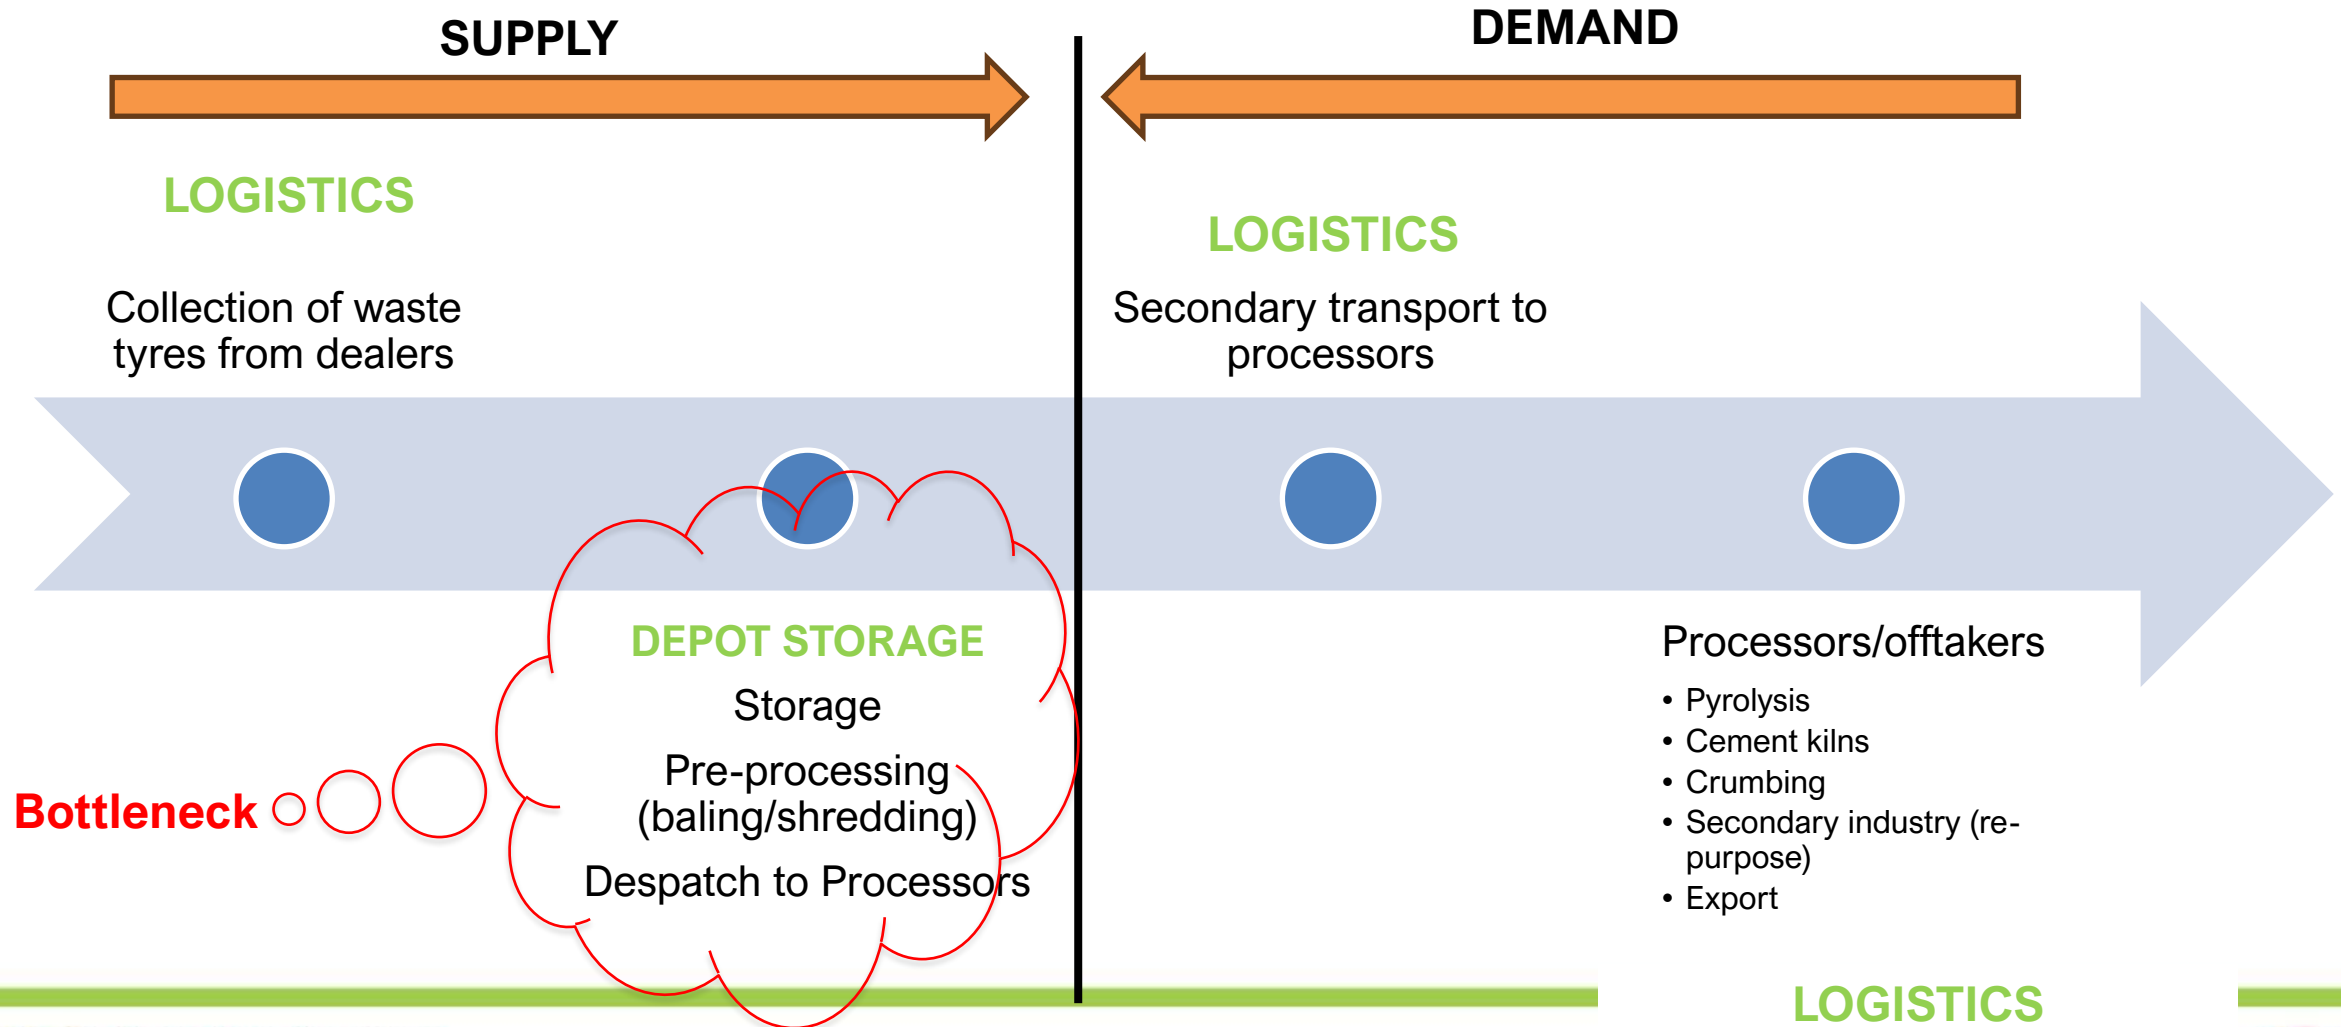 SUPPLY
DEMAND
LOGISTICS
Collection of waste
tyres from dealers
LOGISTICS
Secondary transport to
processors
DEPOT STORAGE
Storage
Pre-processing
(baling/shredding)
Despatch to Processors
Bottleneck
Processors/offtakers
• Pyrolysis
• Cement kilns
• Crumbing
• Secondary industry (re-
purpose)
• Export
LOGISTICS